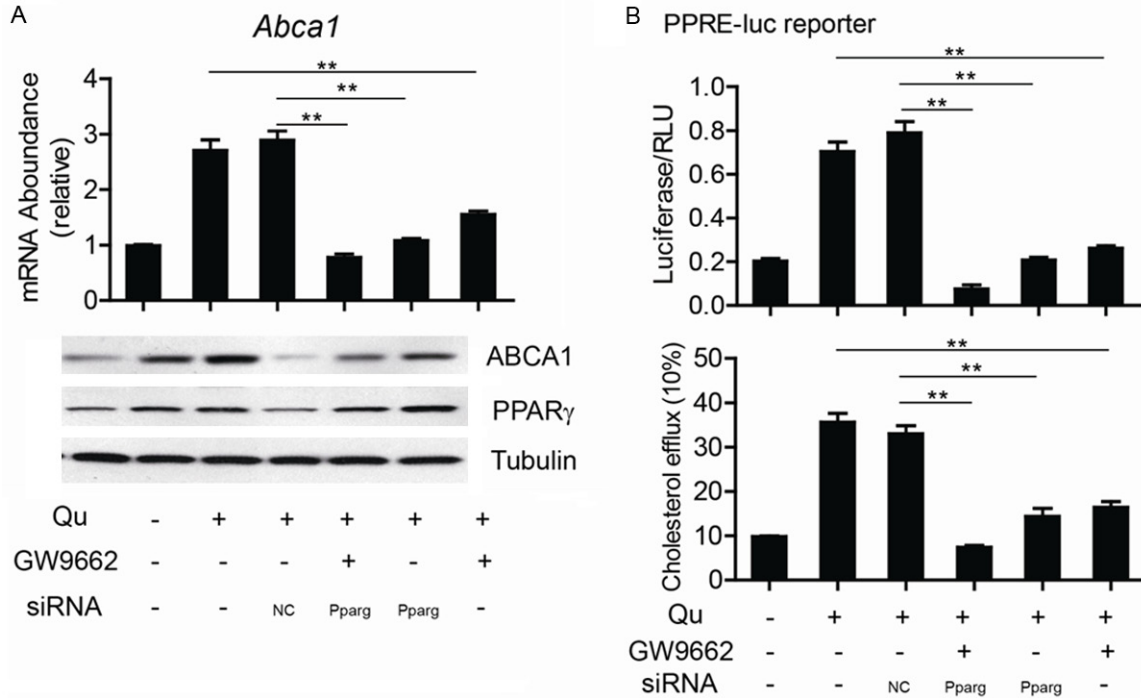 A
Abca1
**
**
**
mRNA Aboundance
(relative)
4
3
2
1
0
ABCA1
PPARγ
Tubulin
Qu - + + + + +
GW9662 - - - + - +
siRNA - - NC Pparg Pparg -
B PPRE-luc reporter
**
**
**
Luciferase/RLU
1.0
0.8
0.6
0.4
0.2
0.0
**
**
**
Cholesterol efflux (10%)
50
40
30
20
10
0
Qu - + + + + +
GW9662 - - - + - +
siRNA - - NC Pparg Pparg -